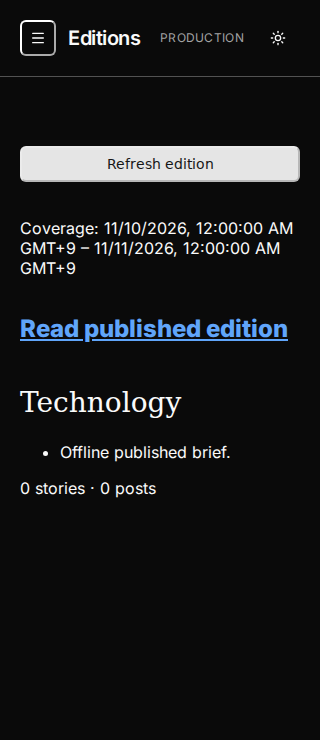 Editions PRODUCTION
Refresh edition
Coverage: 11/10/2026, 12:00:00 AM
GMT+9 – 11/11/2026, 12:00:00 AM
GMT+9
Read published edition
Technology
• Offline published brief.
0 stories · 0 posts